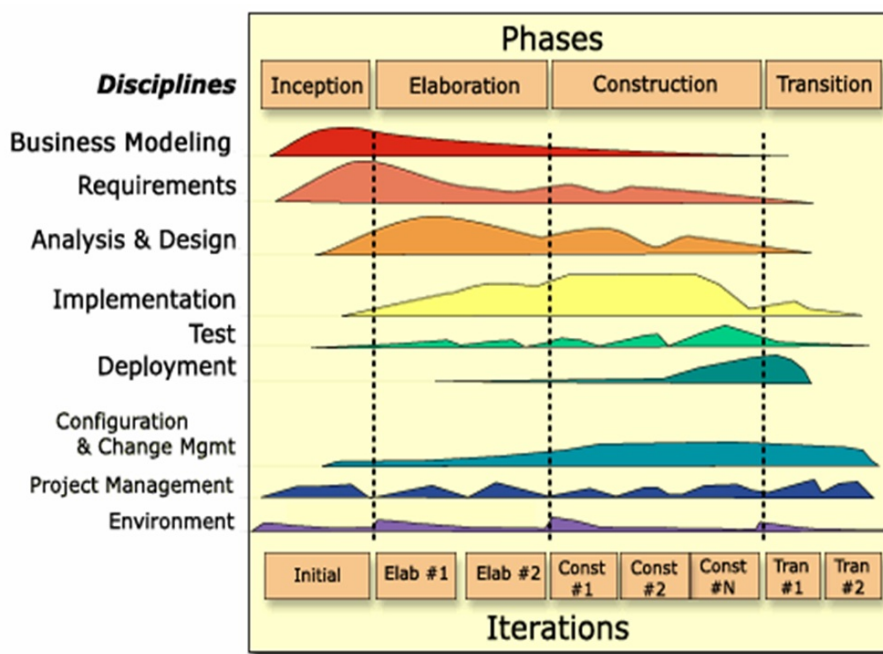 Phases
Disciplines
Inception
Elaboration
Construction
Transition
Business Modeling
Requirements
Analysis & Design
Implementation
Test
Deployment
Configuration
& Change Mgmt
Project Management
Environment
Initial
Elab #1
Elab #2
Const
#1
Const
#2
Const
#N
Tran
#1
Tran
#2
Iterations